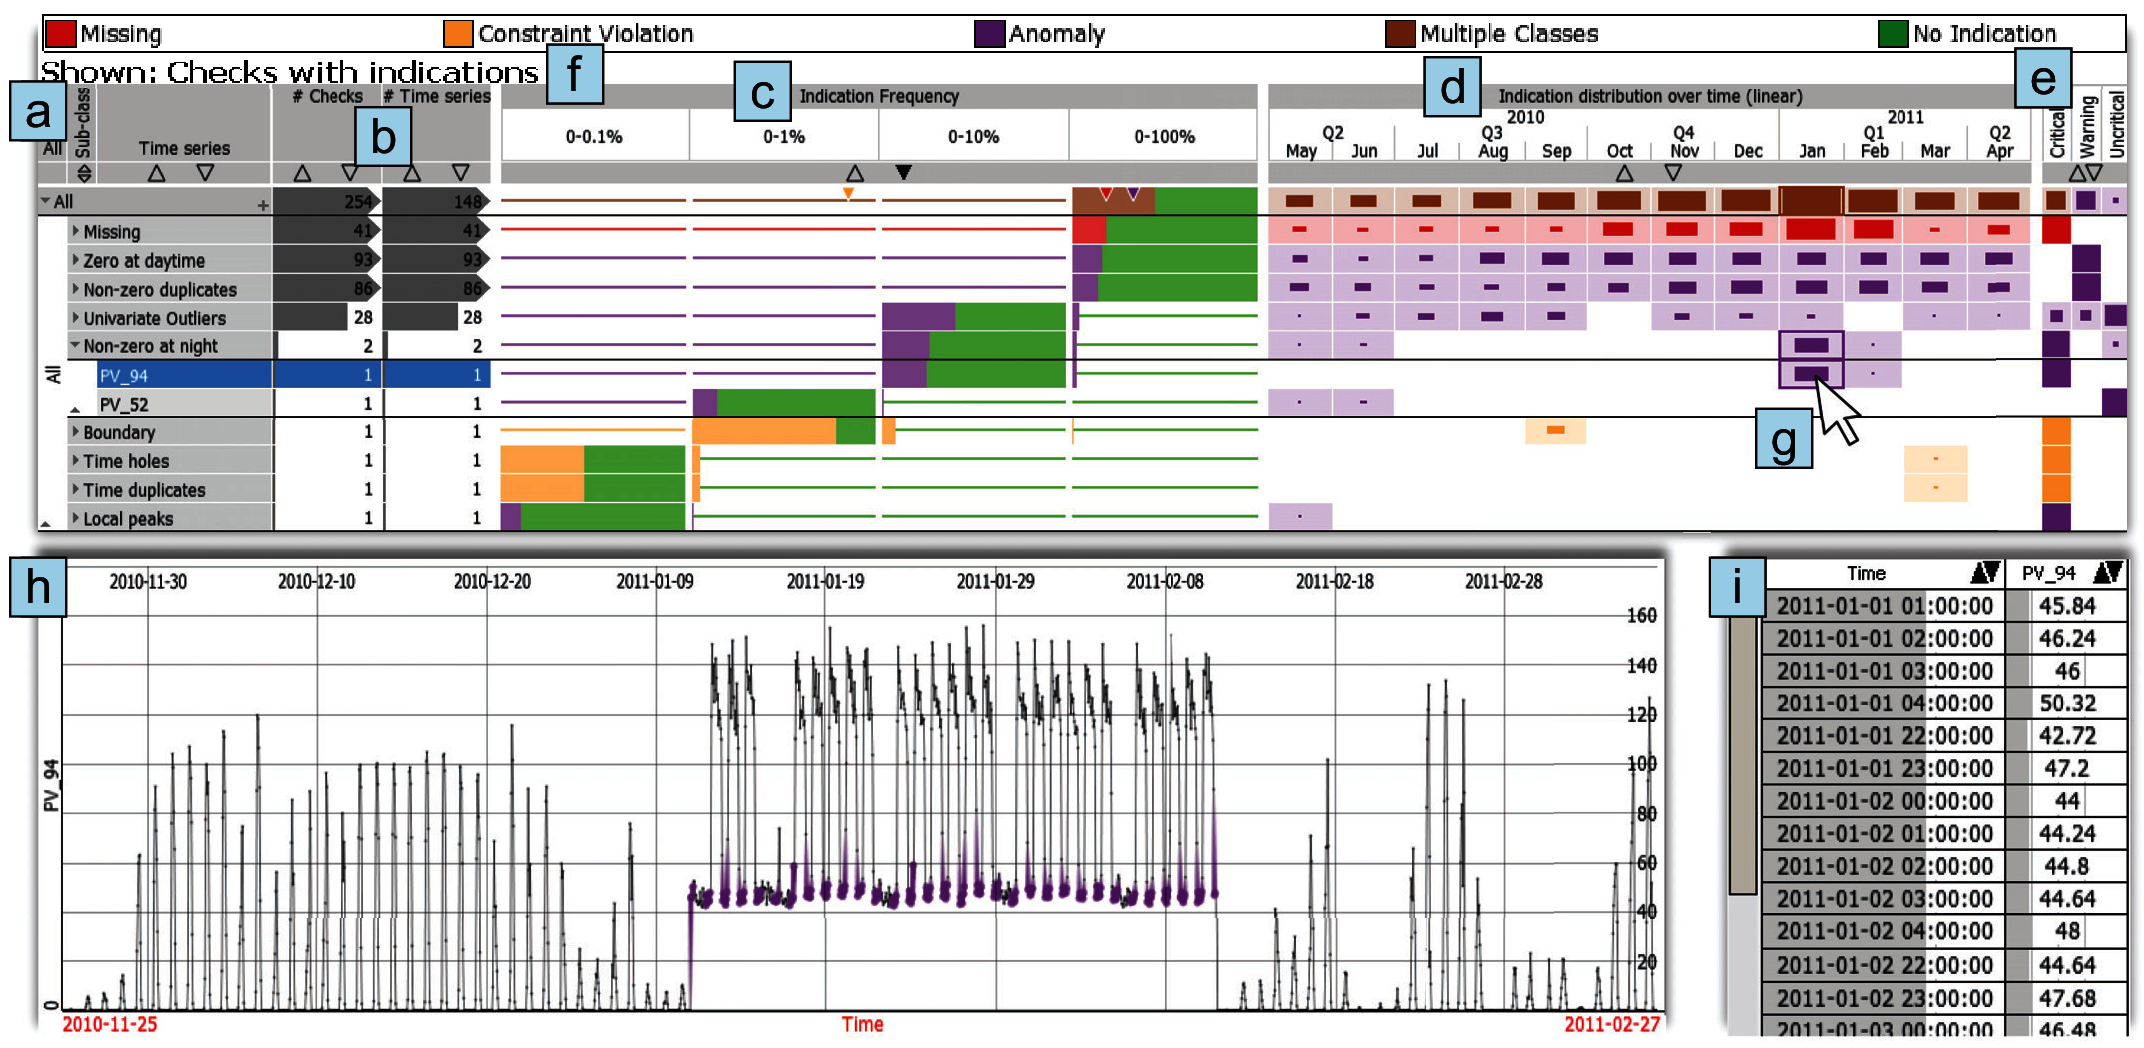 Missing Constraint Violation Anomaly Multiple Classes No Indication
Shown: Checks with indications
f
c
d
e
a
b
All Sub-class Time series # Checks # Time series
Indication Frequency
0-0.1% 0-1% 0-10% 0-100%
Indication distribution over time (linear)
2010 2011
Q2 Q3 Q4 Q1 Q2
May Jun Jul Aug Sep Oct Nov Dec Jan Feb Mar Apr
Critical Warning Uncritical
All + 254 148
All
Missing 41 41
Zero at daytime 93 93
Non-zero duplicates 86 86
Univariate Outliers 28 28
Non-zero at night 2 2
PV_94 1 1
PV_52 1 1
Boundary 1 1
Time holes 1 1
Time duplicates 1 1
Local peaks 1 1
g
h
2010-11-30 2010-12-10 2010-12-20 2011-01-09 2011-01-19 2011-01-29 2011-02-08 2011-02-18 2011-02-28
160
140
120
100
80
60
40
20
0
PV_94
2010-11-25 Time 2011-02-27
i
Time PV_94
2011-01-01 01:00:00 45.84
2011-01-01 02:00:00 46.24
2011-01-01 03:00:00 46
2011-01-01 04:00:00 50.32
2011-01-01 22:00:00 42.72
2011-01-01 23:00:00 47.2
2011-01-02 00:00:00 44
2011-01-02 01:00:00 44.24
2011-01-02 02:00:00 44.8
2011-01-02 03:00:00 44.64
2011-01-02 04:00:00 48
2011-01-02 22:00:00 44.64
2011-01-02 23:00:00 47.68
2011-01-03 00:00:00 46.48